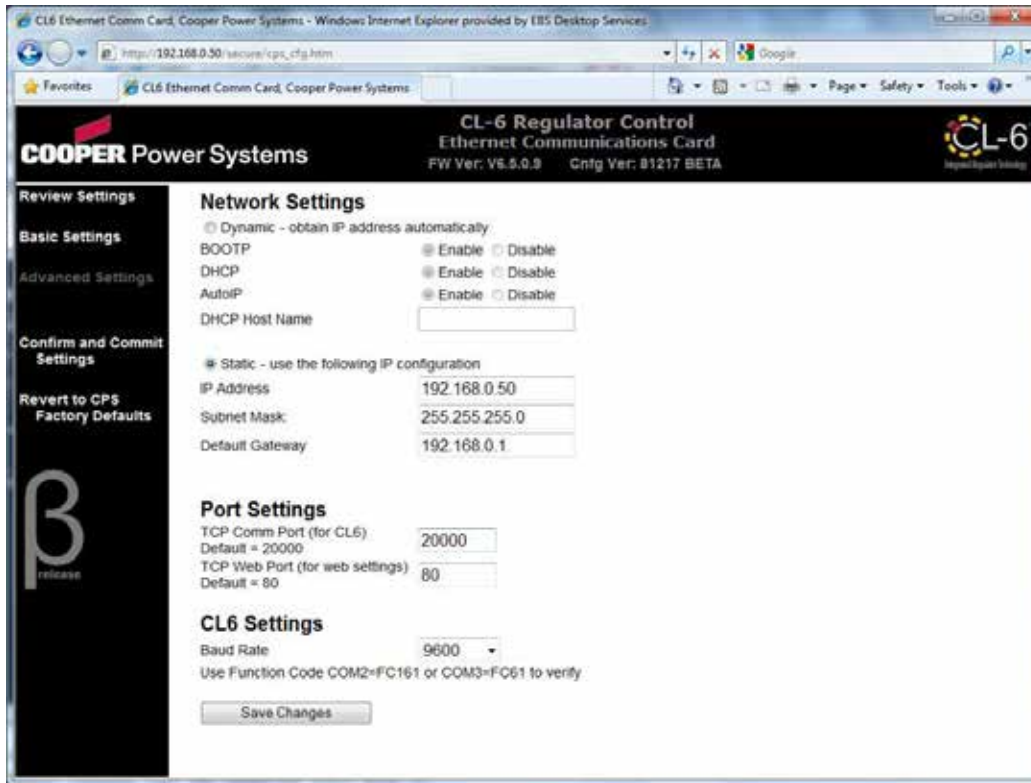 CL6 Ethernet Comm Card, Cooper Power Systems - Windows Internet Explorer provided by EBS Desktop Services
http://192.168.0.50/secure/cps_cfg.htm
Google
Favorites
CL6 Ethernet Comm Card, Cooper Power Systems
Page Safety Tools
COOPER Power Systems
CL-6 Regulator Control
Ethernet Communications Card
FW Ver: V6.5.0.9 Cntg Ver: 81217 BETA
CL-6
Review Settings
Basic Settings
Advanced Settings
Confirm and Commit
Settings
Revert to CPS
Factory Defaults
β
release
Network Settings
Dynamic - obtain IP address automatically
BOOTP Enable Disable
DHCP Enable Disable
AutoIP Enable Disable
DHCP Host Name
Static - use the following IP configuration
IP Address 192.168.0.50
Subnet Mask: 255.255.255.0
Default Gateway 192.168.0.1
Port Settings
TCP Comm Port (for CL6)
Default = 20000
20000
TCP Web Port (for web settings)
Default = 80
80
CL6 Settings
Baud Rate 9600
Use Function Code COM2=FC161 or COM3=FC61 to verify
Save Changes